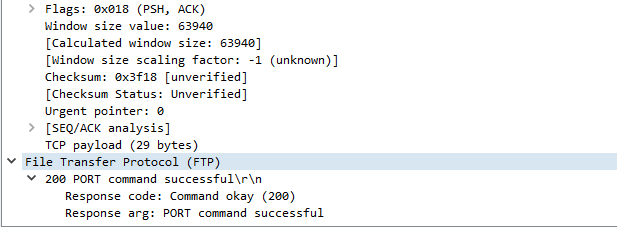 Flags: 0x018 (PSH, ACK)
Window size value: 63940
[Calculated window size: 63940]
[Window size scaling factor: -1 (unknown)]
Checksum: 0x3f18 [unverified]
[Checksum Status: Unverified]
Urgent pointer: 0
[SEQ/ACK analysis]
TCP payload (29 bytes)
File Transfer Protocol (FTP)
200 PORT command successful\r\n
Response code: Command okay (200)
Response arg: PORT command successful